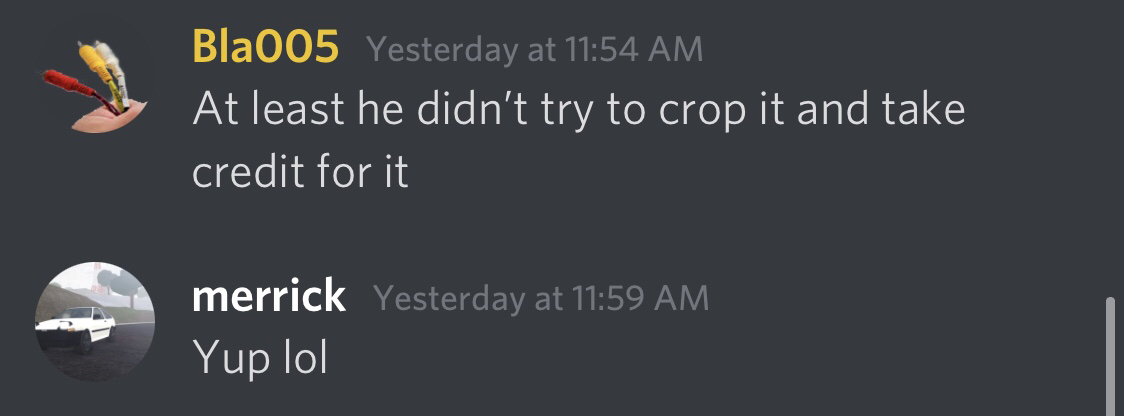 Bla005 Yesterday at 11:54 AM
At least he didn't try to crop it and take
credit for it
merrick Yesterday at 11:59 AM
Yup lol